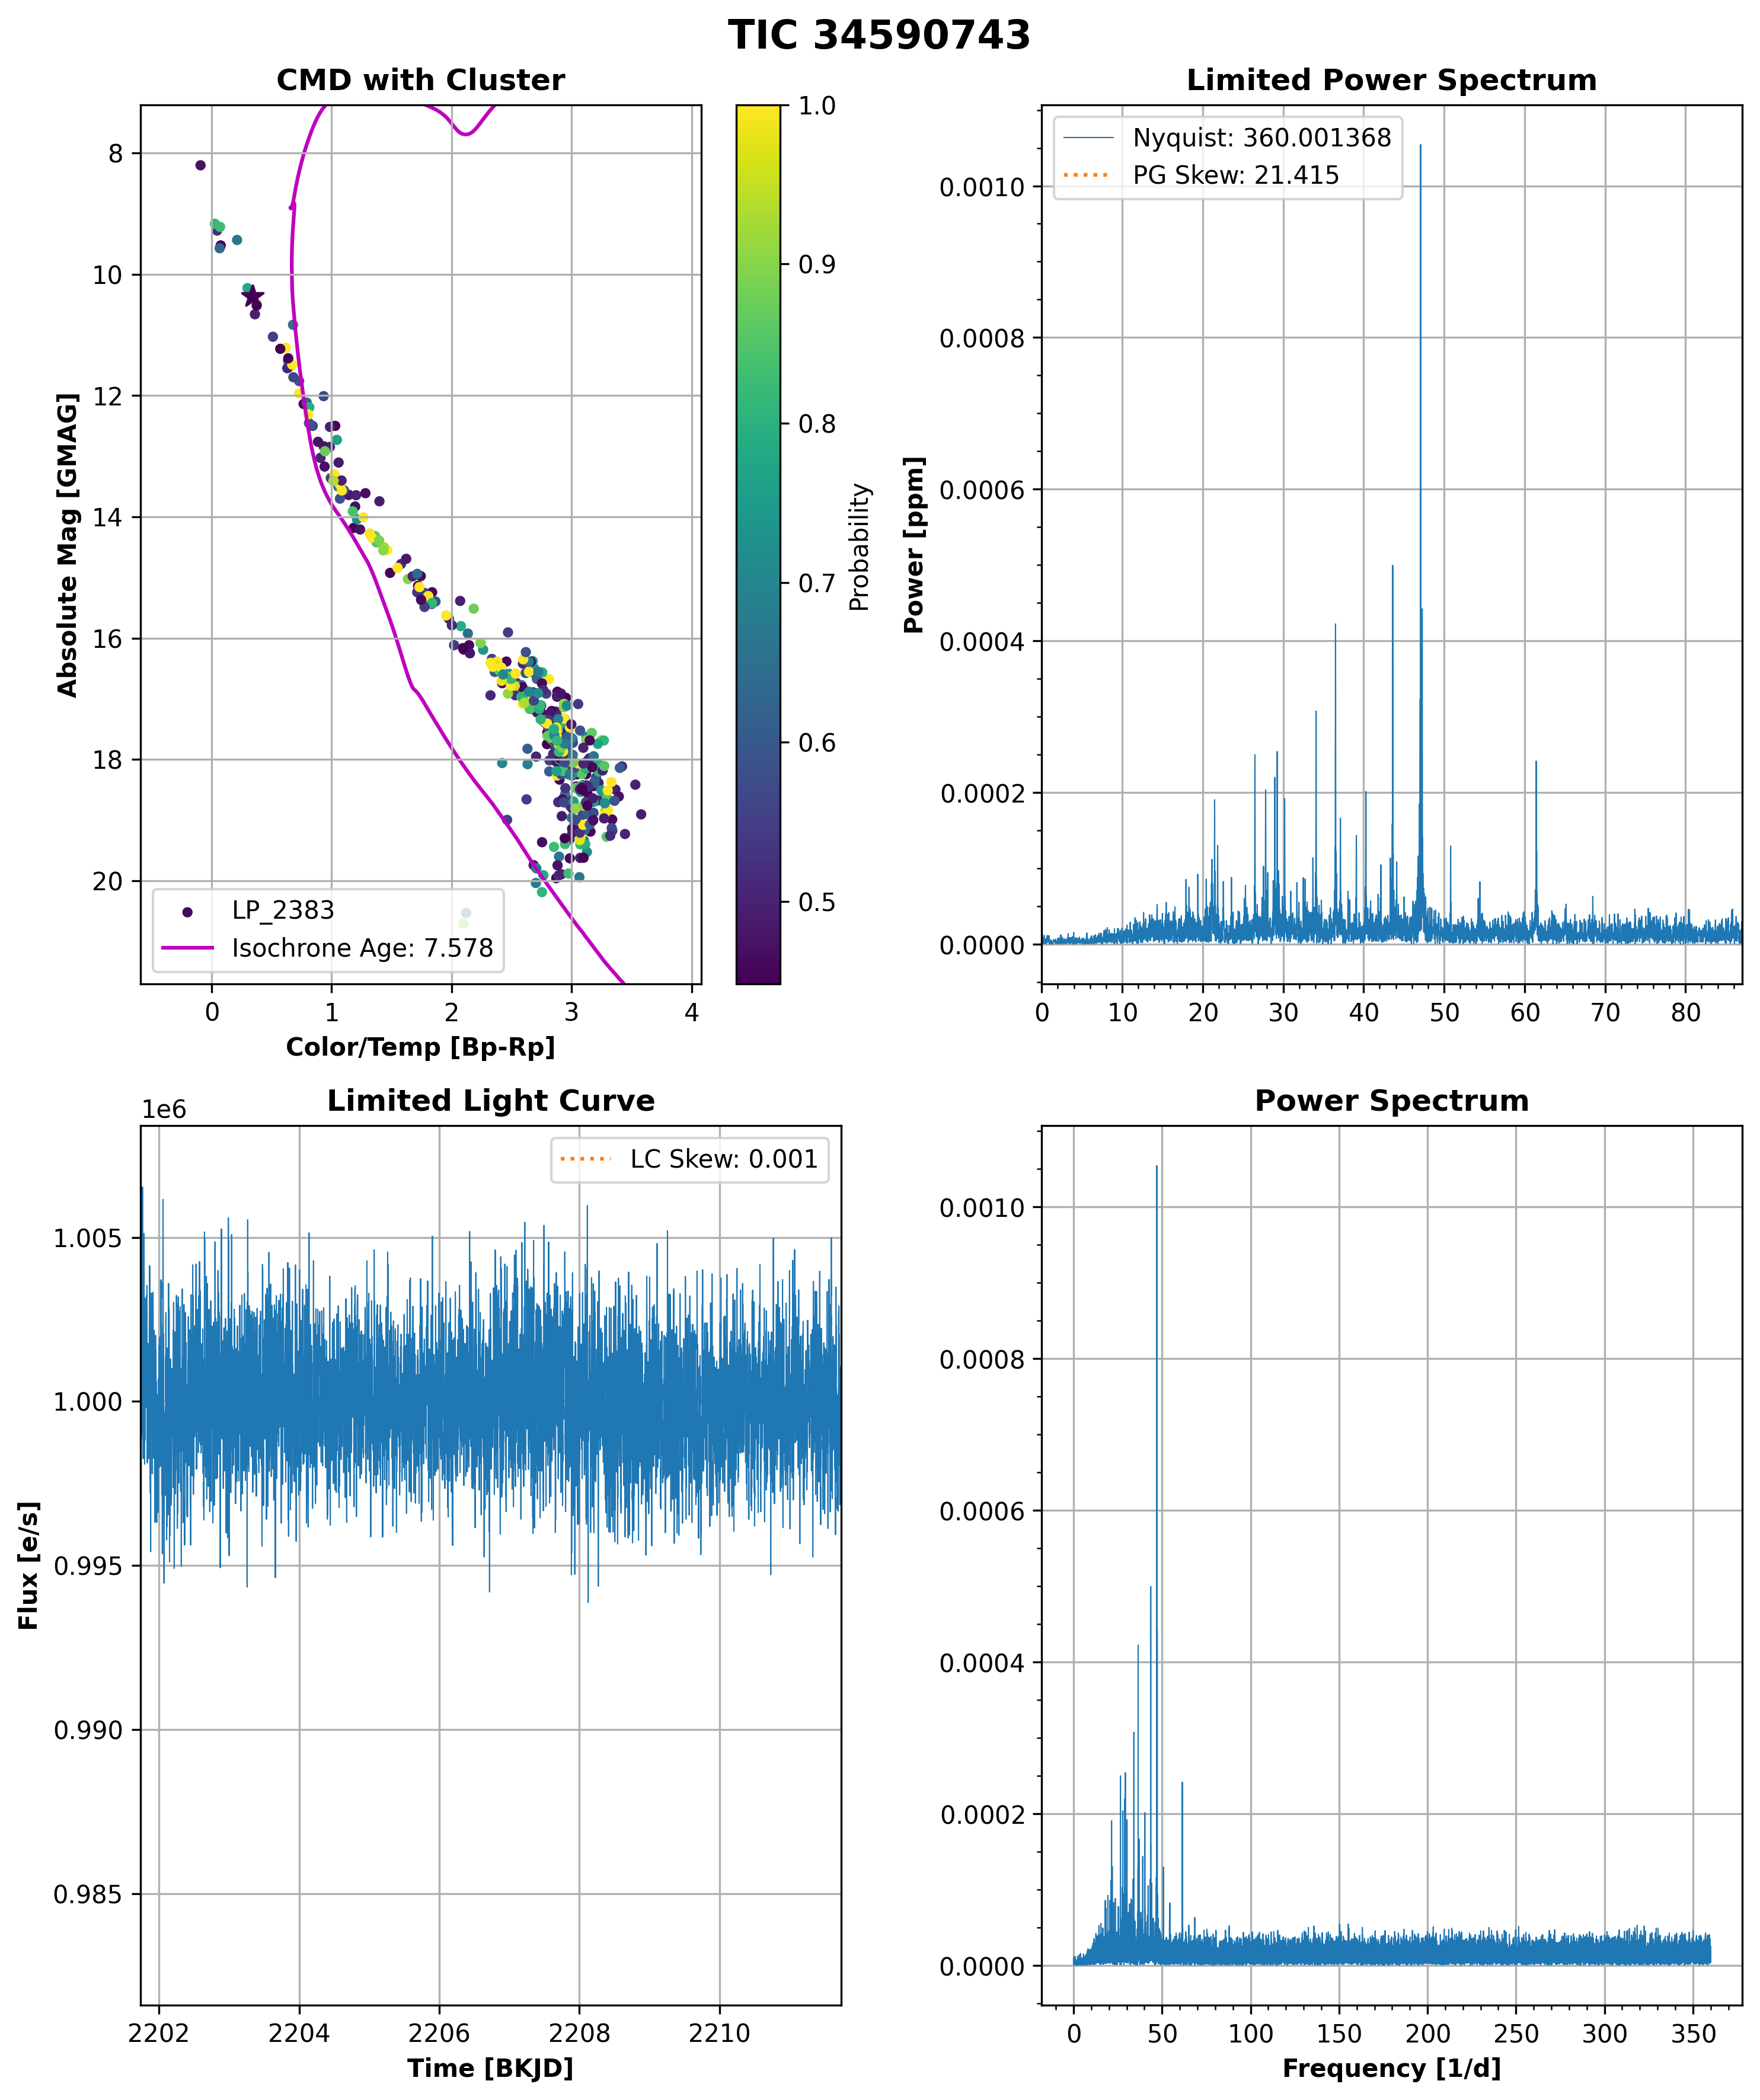 TIC 34590743
CMD with Cluster
8
10
12
14
16
18
20
Absolute Mag [GMAG]
LP_2383
Isochrone Age: 7.578
0 1 2 3 4
Color/Temp [Bp-Rp]
1.0
0.9
0.8
0.7
0.6
0.5
Probability
Limited Power Spectrum
Nyquist: 360.001368
PG Skew: 21.415
0.0010
0.0008
0.0006
0.0004
0.0002
0.0000
Power [ppm]
0 10 20 30 40 50 60 70 80
Limited Light Curve
1e6
LC Skew: 0.001
1.005
1.000
0.995
0.990
0.985
Flux [e/s]
2202 2204 2206 2208 2210
Time [BKJD]
Power Spectrum
0.0010
0.0008
0.0006
0.0004
0.0002
0.0000
0 50 100 150 200 250 300 350
Frequency [1/d]